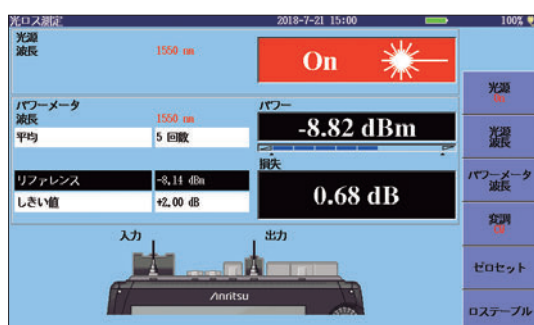 光ロス測定 2018-7-21 15:00 100%
光源
波長 1550 nm
On
パワーメータ
波長 1550 nm
平均 5 回数
パワー
-8.82 dBm
リファレンス -8.14 dBm
しきい値 +2.00 dB
損失
0.68 dB
入力 出力
Anritsu
光源
On
光源
波長
パワーメータ
波長
変調
Off
ゼロセット
ロステーブル